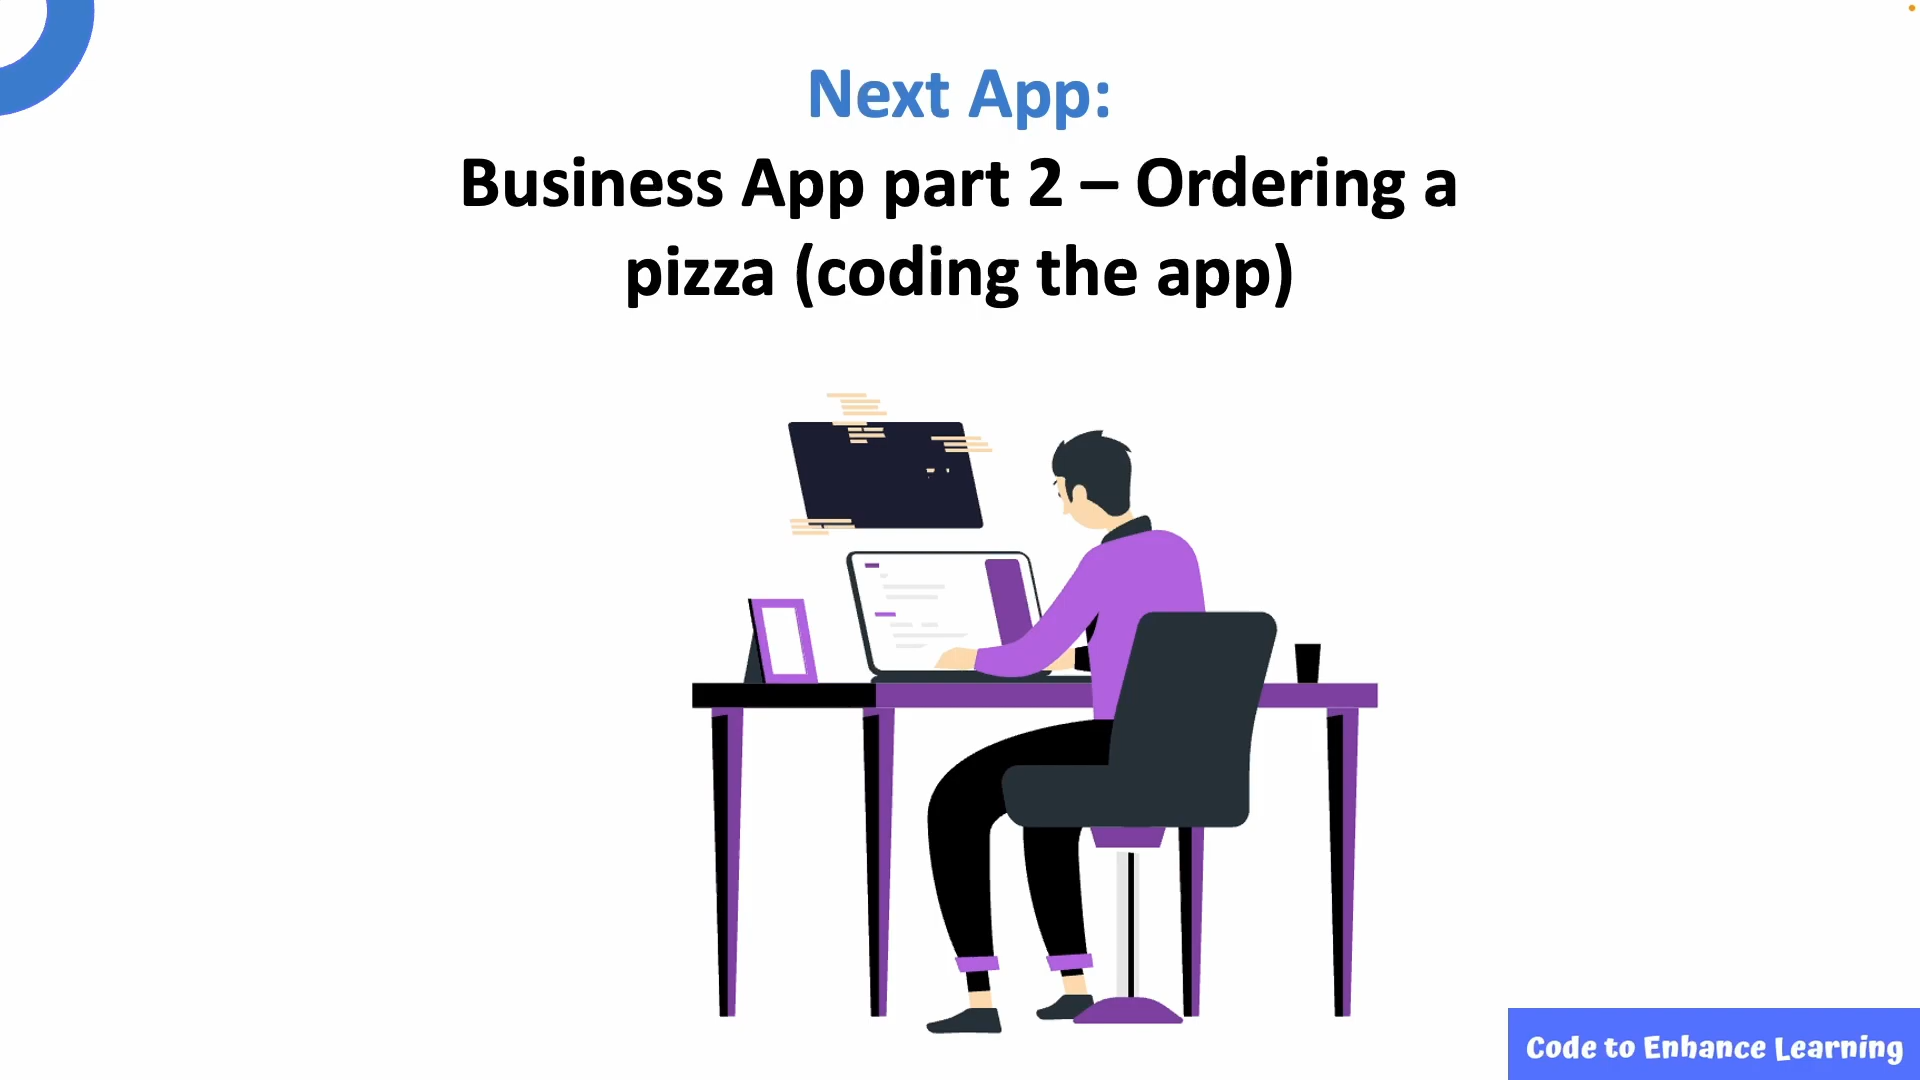 Next App:
Business App part 2 – Ordering a
pizza (coding the app)
Code to Enhance Learning